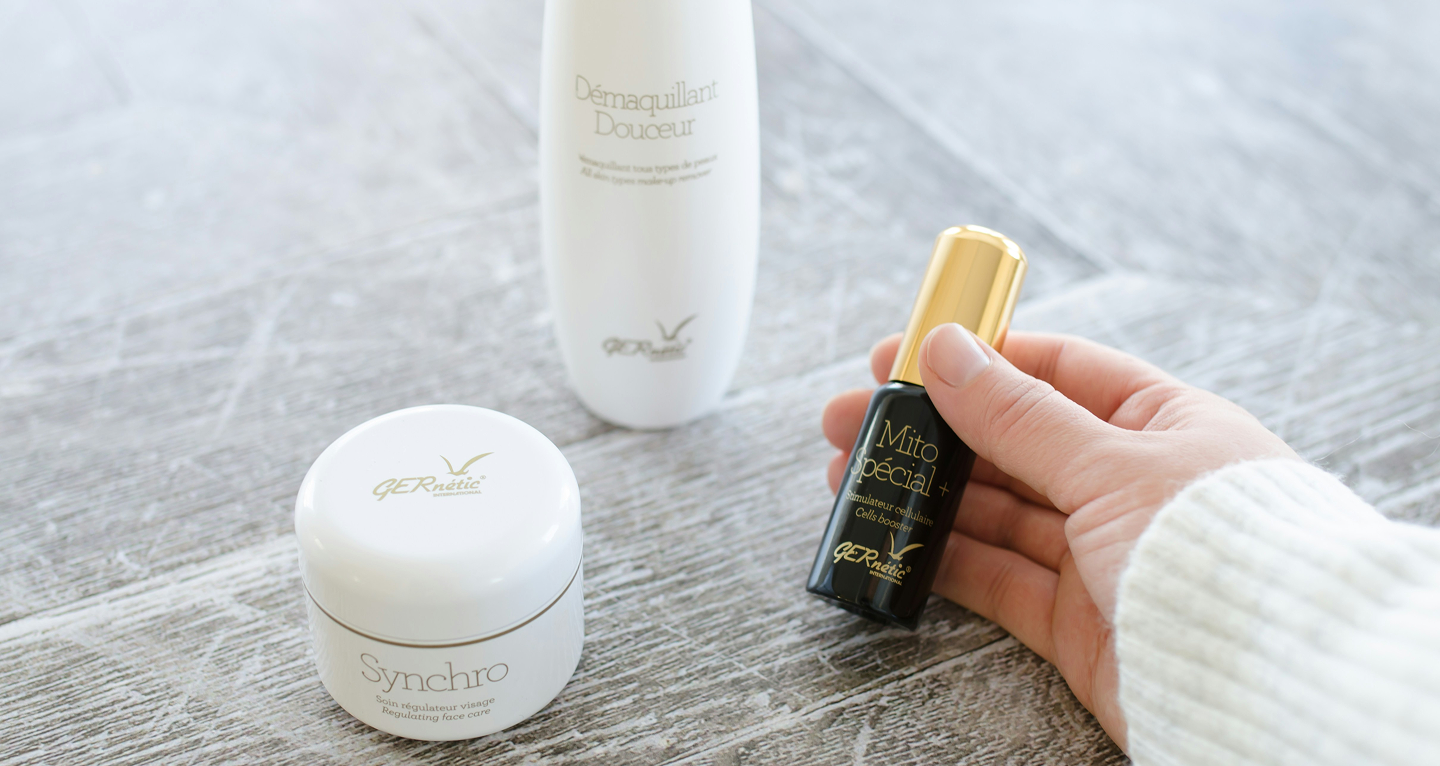 Démaquillant
Douceur
Démaquillant tous types de peaux
All skin types make-up remover
GERnétic®
GERnétic®
INTERNATIONAL
Synchro
Soin régulateur visage
Regulating face care
Mito
Spécial +
Stimulateur cellulaire
Cells booster
GERnétic®
INTERNATIONAL